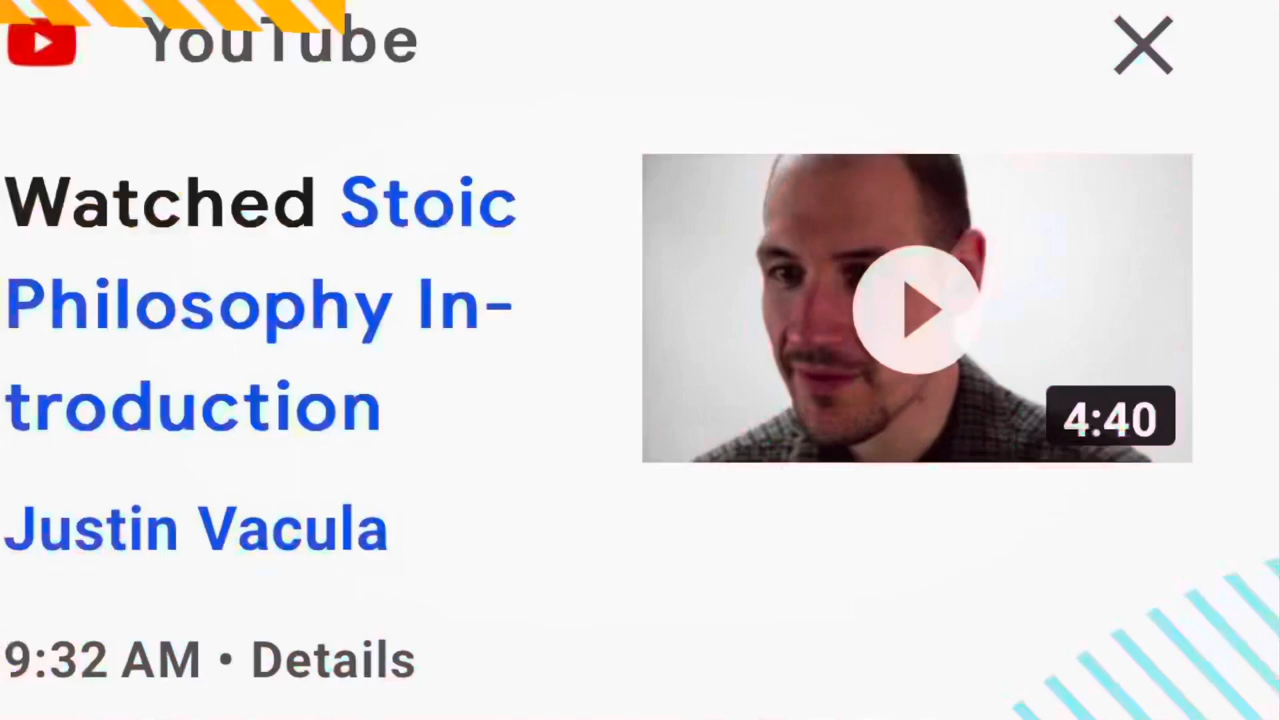 YouTube
Watched Stoic
Philosophy In-
troduction
4:40
Justin Vacula
9:32 AM • Details